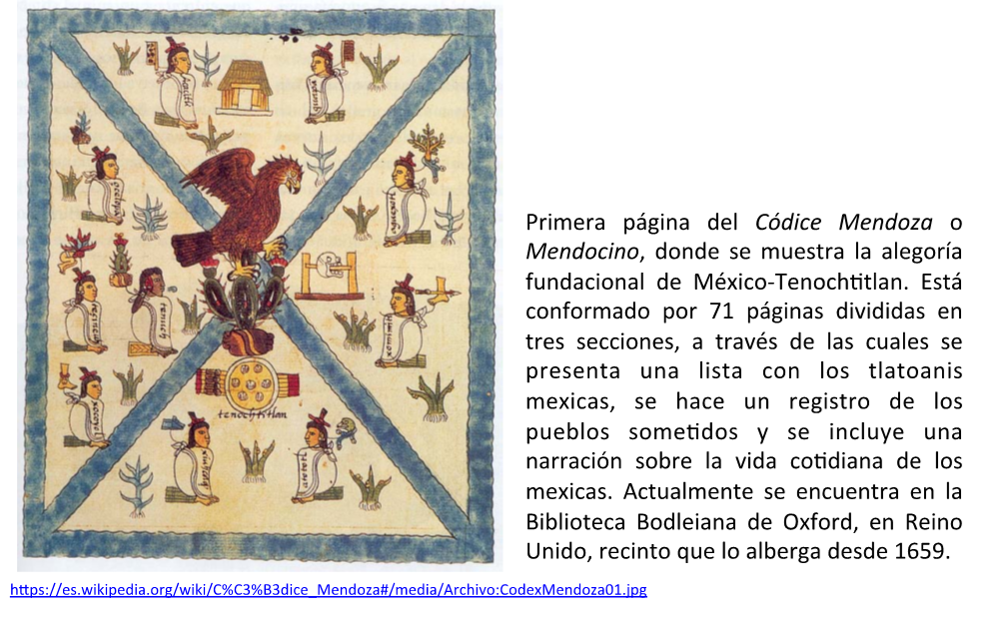 tenochtitlan
Primera página del Códice Mendoza o
Mendocino, donde se muestra la alegoría
fundacional de México-Tenochtitlan. Está
conformado por 71 páginas divididas en
tres secciones, a través de las cuales se
presenta una lista con los tlatoanis
mexicas, se hace un registro de los
pueblos sometidos y se incluye una
narración sobre la vida cotidiana de los
mexicas. Actualmente se encuentra en la
Biblioteca Bodleiana de Oxford, en Reino
Unido, recinto que lo alberga desde 1659.
https://es.wikipedia.org/wiki/C%C3%B3dice_Mendoza#/media/Archivo:CodexMendoza01.jpg